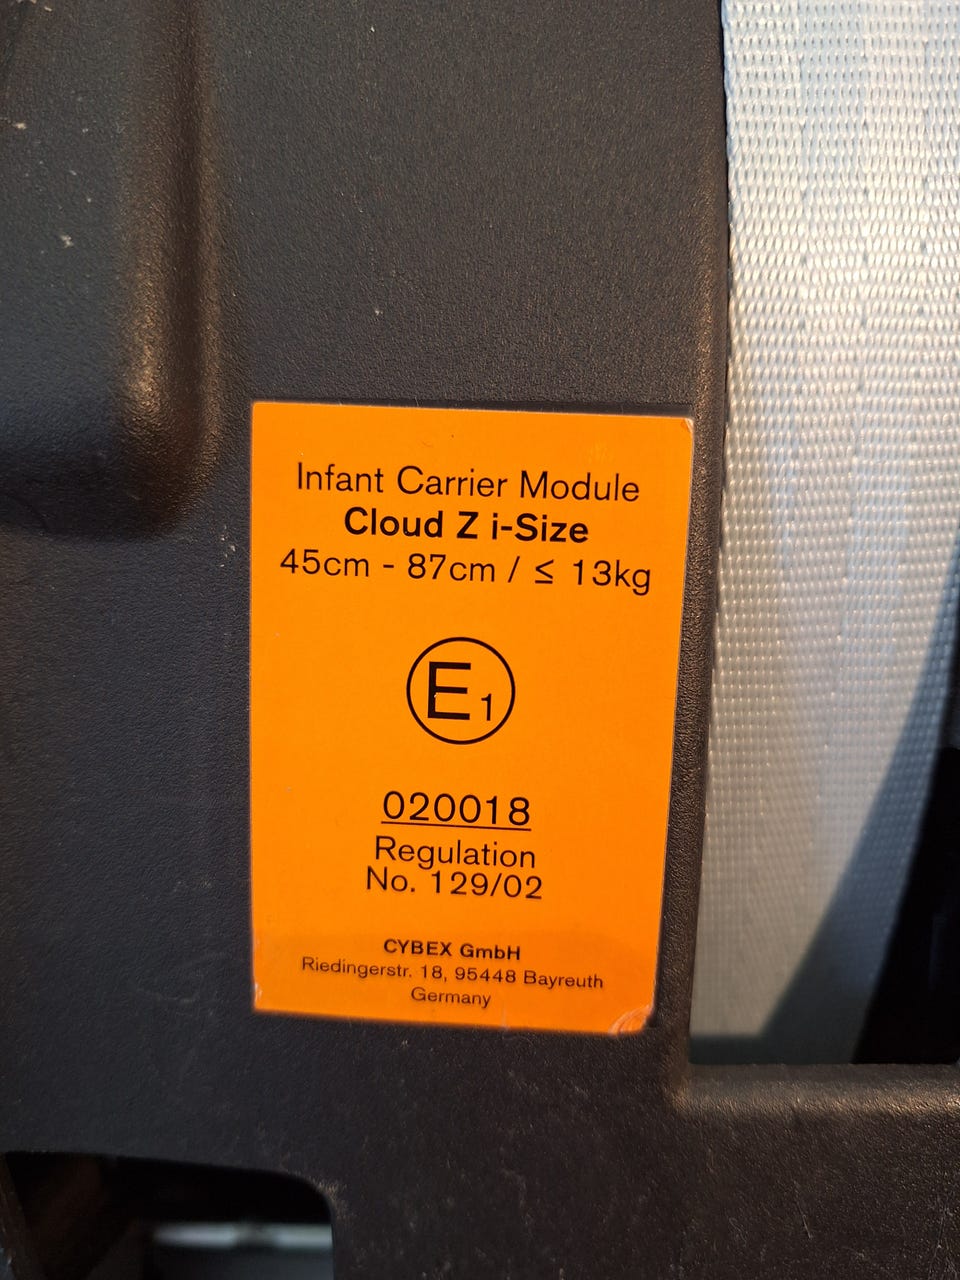 Infant Carrier Module
Cloud Z i-Size
45cm - 87cm / ≤ 13kg
E1
020018
Regulation
No. 129/02
CYBEX GmbH
Riedingerstr. 18, 95448 Bayreuth
Germany